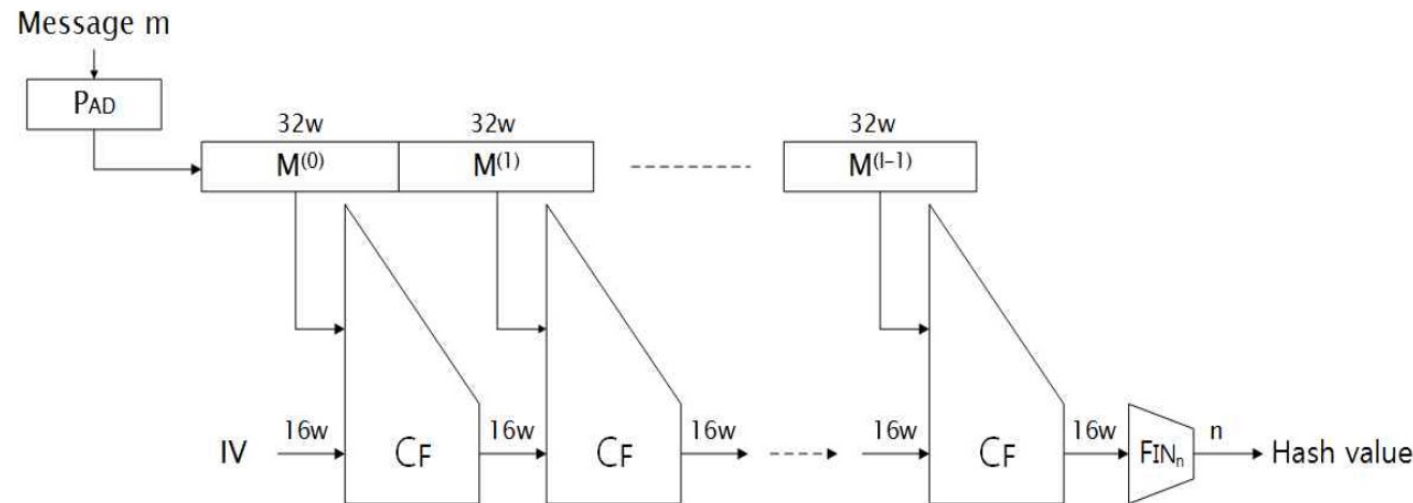 Message m
PAD
32w 32w 32w
M(0) M(1) M(l-1)
16w 16w 16w 16w 16w n
IV CF CF CF FINn Hash value